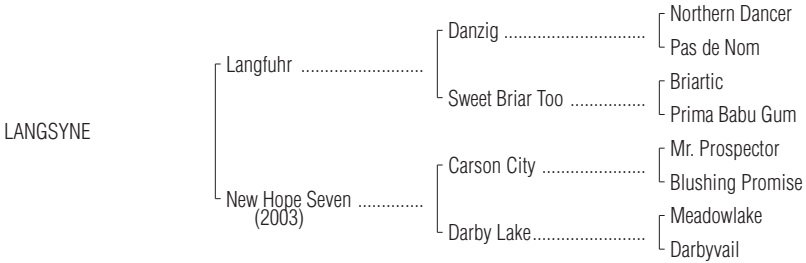 Northern Dancer
Danzig ..............................
Pas de Nom
Langfuhr ..........................
Briartic
Sweet Briar Too ................
Prima Babu Gum
LANGSYNE
Mr. Prospector
Carson City ......................
Blushing Promise
New Hope Seven ..............
(2003)
Meadowlake
Darby Lake........................
Darbyvail